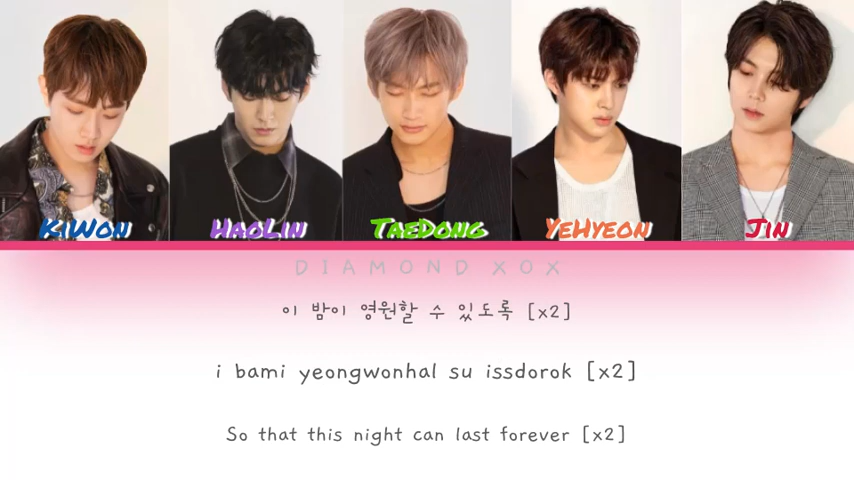 KiWon HaoLin TaeDong YeHyeon Jin
DIAMOND XOX
이 밤이 영원할 수 있도록 [x2]
i bami yeongwonhal su issdorok [x2]
So that this night can last forever [x2]